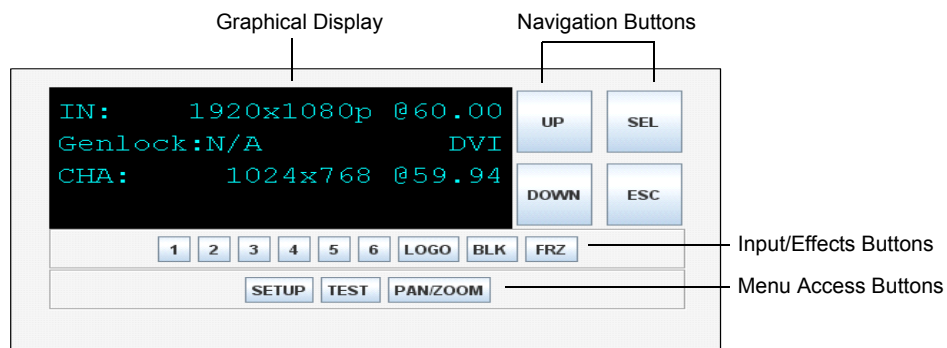 Graphical Display
Navigation Buttons
IN: 1920x1080p @60.00
Genlock:N/A DVI
CHA: 1024x768 @59.94
UP SEL
DOWN ESC
1 2 3 4 5 6 LOGO BLK FRZ
Input/Effects Buttons
SETUP TEST PAN/ZOOM
Menu Access Buttons